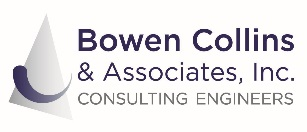 Bowen Collins
& Associates, Inc.
CONSULTING ENGINEERS